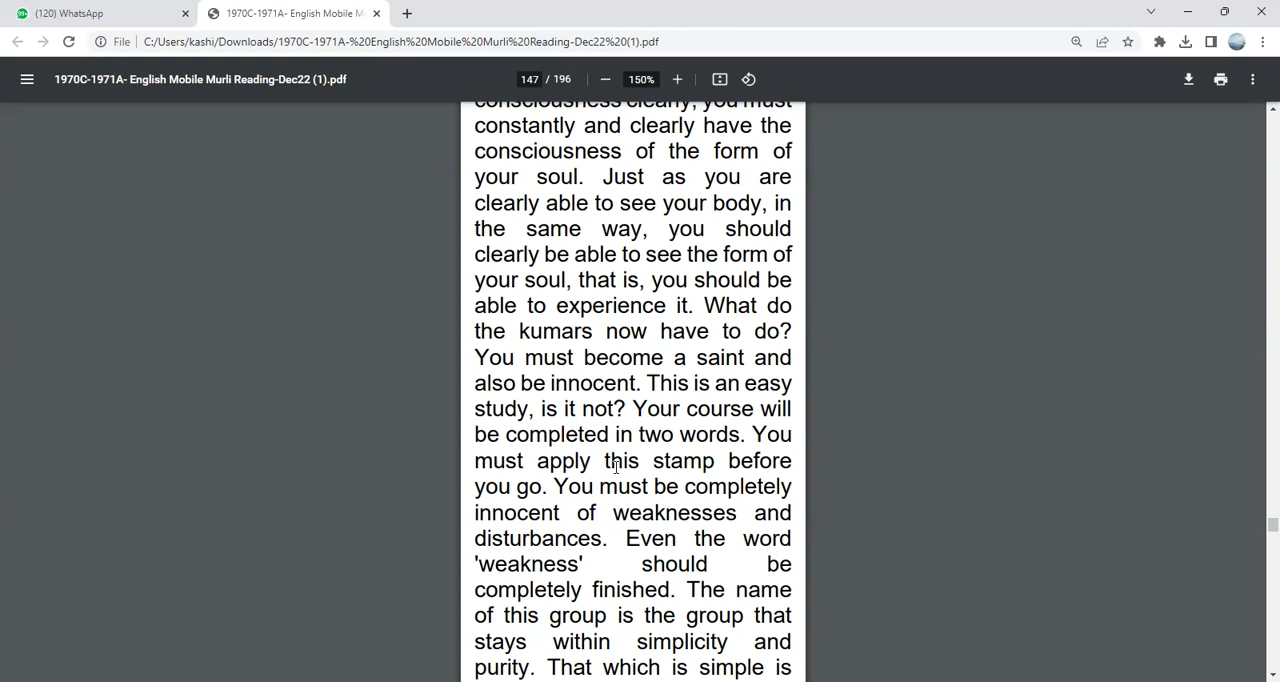 (120) WhatsApp
1970C-1971A- English Mobile M
File
C:/Users/kashi/Downloads/1970C-1971A-%20English%20Mobile%20Murli%20Reading-Dec22%20(1).pdf
1970C-1971A- English Mobile Murli Reading-Dec22 (1).pdf
147 / 196
150%
consciousness clearly, you must
constantly and clearly have the
consciousness of the form of
your soul. Just as you are
clearly able to see your body, in
the same way, you should
clearly be able to see the form of
your soul, that is, you should be
able to experience it. What do
the kumars now have to do?
You must become a saint and
also be innocent. This is an easy
study, is it not? Your course will
be completed in two words. You
must apply this stamp before
you go. You must be completely
innocent of weaknesses and
disturbances. Even the word
'weakness' should be
completely finished. The name
of this group is the group that
stays within simplicity and
purity. That which is simple is